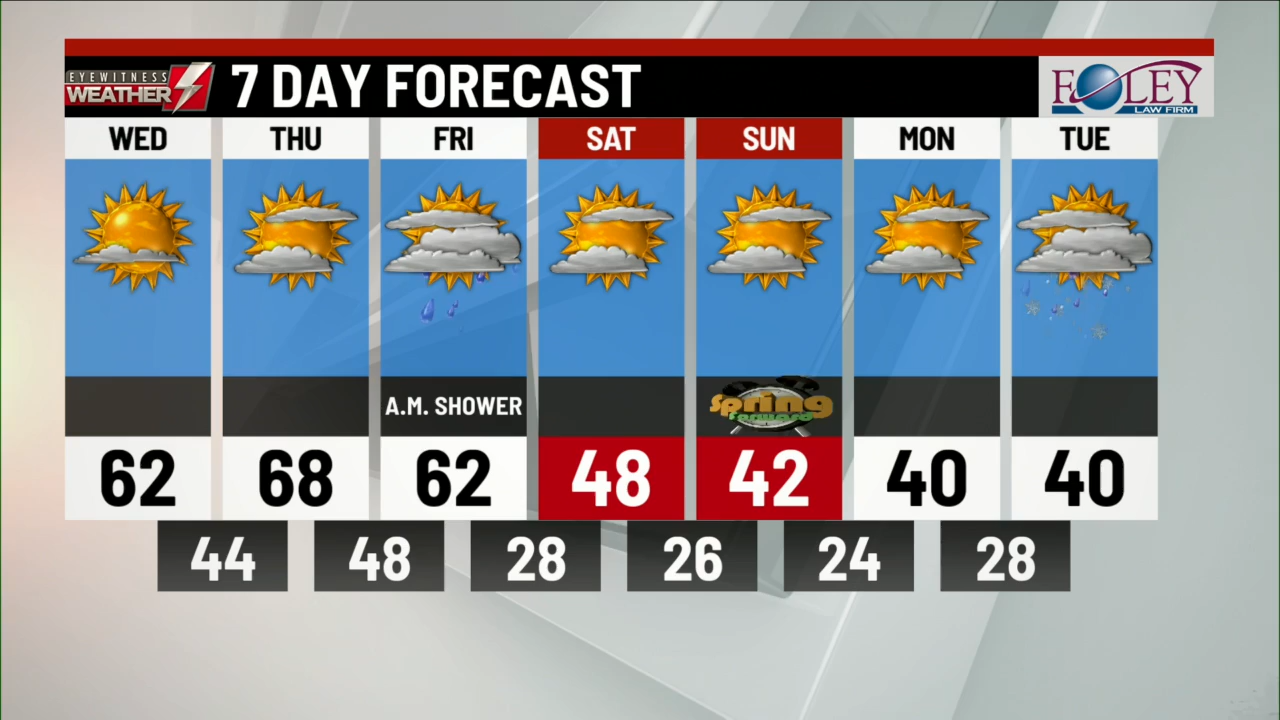 EYEWITNESS
WEATHER
7 DAY FORECAST
FOLEY
LAW FIRM
WED THU FRI SAT SUN MON TUE
A.M. SHOWER
Spring
Forward
62 68 62 48 42 40 40
44 48 28 26 24 28